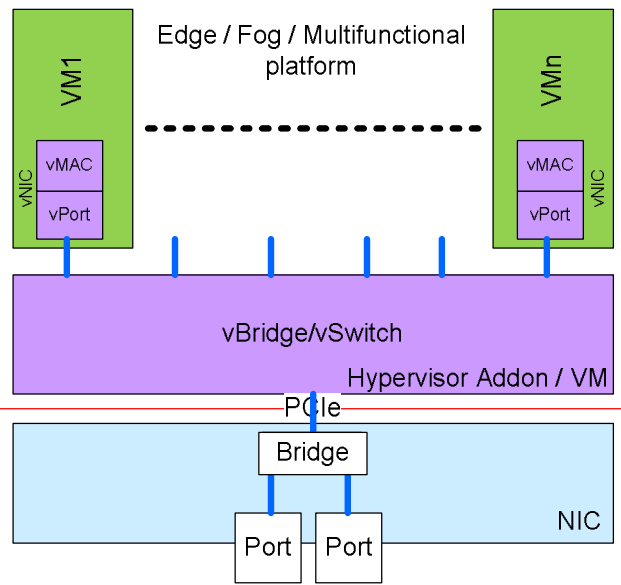 VM1
Edge / Fog / Multifunctional
platform
VMn
vNIC
vMAC
vPort
vMAC
vPort
vNIC
vBridge/vSwitch
Hypervisor Addon / VM
PCIe
Bridge
NIC
Port
Port